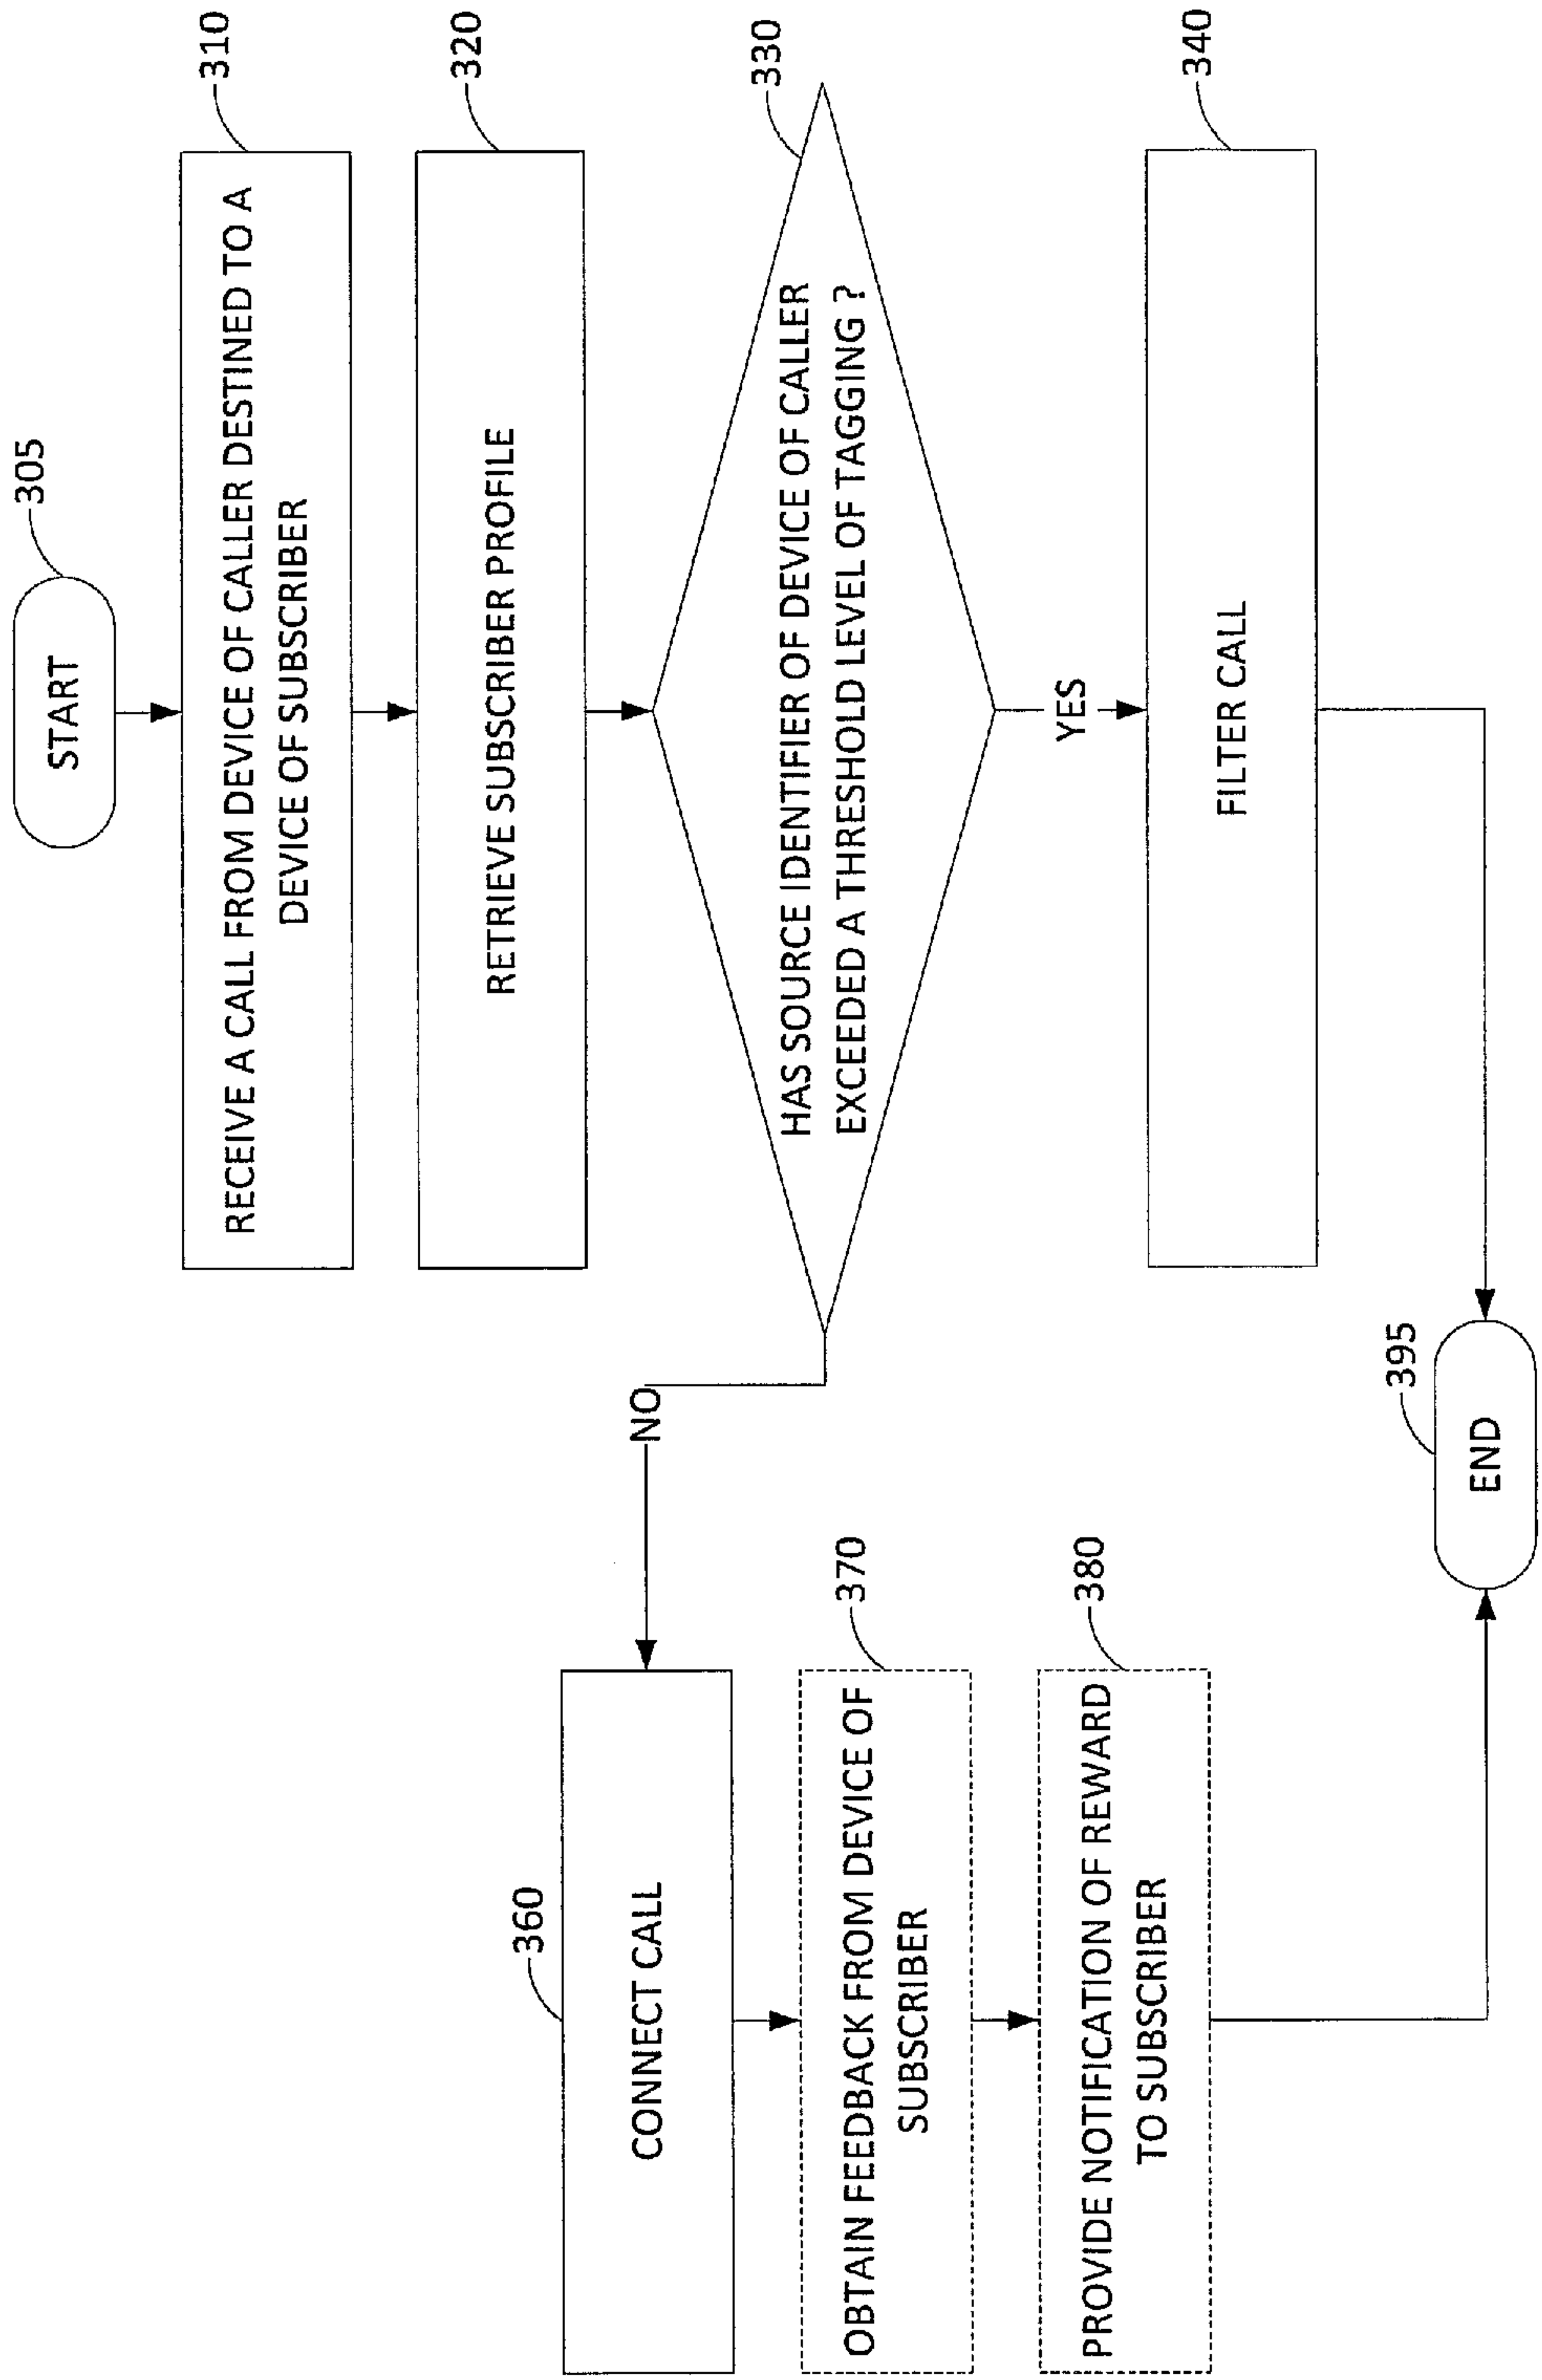 START
305
310
RECEIVE A CALL FROM DEVICE OF CALLER DESTINED TO A
DEVICE OF SUBSCRIBER
320
RETRIEVE SUBSCRIBER PROFILE
330
HAS SOURCE IDENTIFIER OF DEVICE OF CALLER
EXCEEDED A THRESHOLD LEVEL OF TAGGING ?
NO
YES
340
FILTER CALL
360
CONNECT CALL
370
OBTAIN FEEDBACK FROM DEVICE OF
SUBSCRIBER
380
PROVIDE NOTIFICATION OF REWARD
TO SUBSCRIBER
395
END